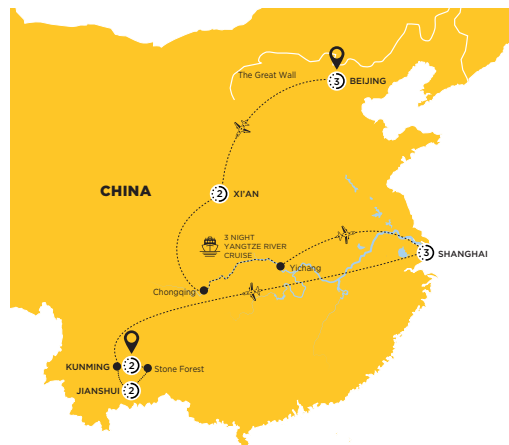 The Great Wall
3 BEIJING
CHINA
2 XI'AN
3 NIGHT
YANGTZE RIVER
CRUISE
Yichang
3 SHANGHAI
Chongqing
KUNMING 2 Stone Forest
JIANSHUI 2